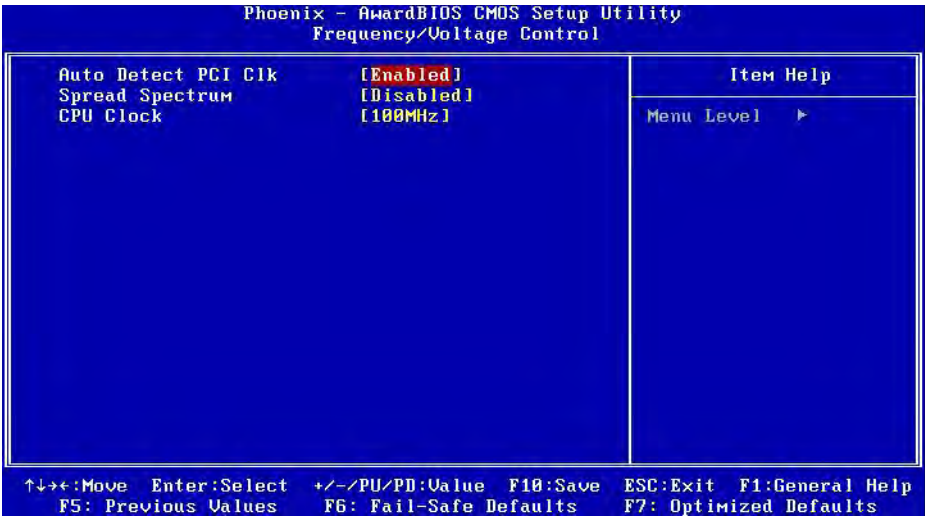 Phoenix - AwardBIOS CMOS Setup Utility
Frequency/Voltage Control
Auto Detect PCI Clk [Enabled]
Spread Spectrum [Disabled]
CPU Clock [100MHz]
Item Help
Menu Level ►
↑↓→←:Move Enter:Select +/-/PU/PD:Value F10:Save ESC:Exit F1:General Help
F5: Previous Values F6: Fail-Safe Defaults F7: Optimized Defaults